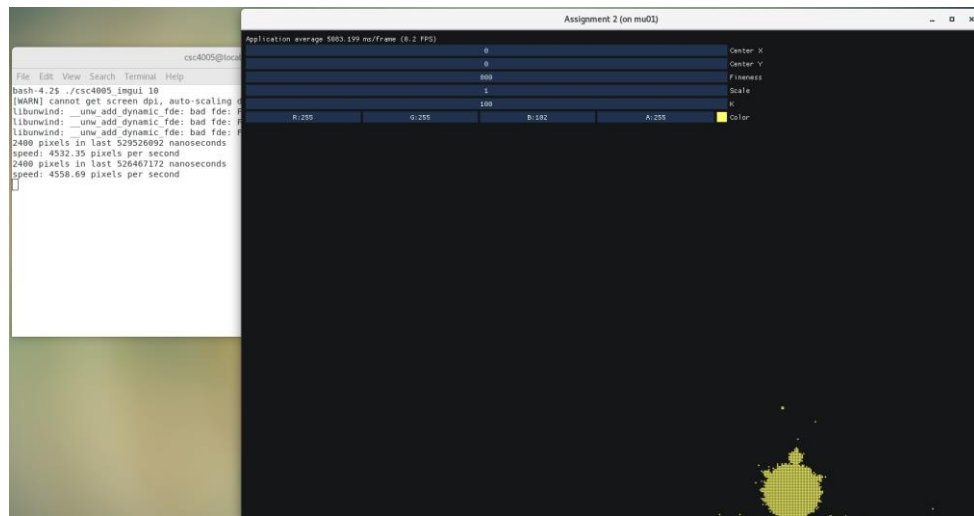 Assignment 2 (on mu01)
csc4005@local
File Edit View Search Terminal Help
bash-4.2$ ./csc4005_imgui 10
[WARN] cannot get screen dpi, auto-scaling d
libunwind: __unw_add_dynamic_fde: bad fde: F
libunwind: __unw_add_dynamic_fde: bad fde: F
libunwind: __unw_add_dynamic_fde: bad fde: F
2400 pixels in last 529526092 nanoseconds
speed: 4532.35 pixels per second
2400 pixels in last 526467172 nanoseconds
speed: 4558.69 pixels per second
Application average 5083.199 ms/frame (0.2 FPS)
0 Center X
0 Center Y
800 Fineness
1 Scale
100 K
R:255 G:255 B:102 A:255 Color